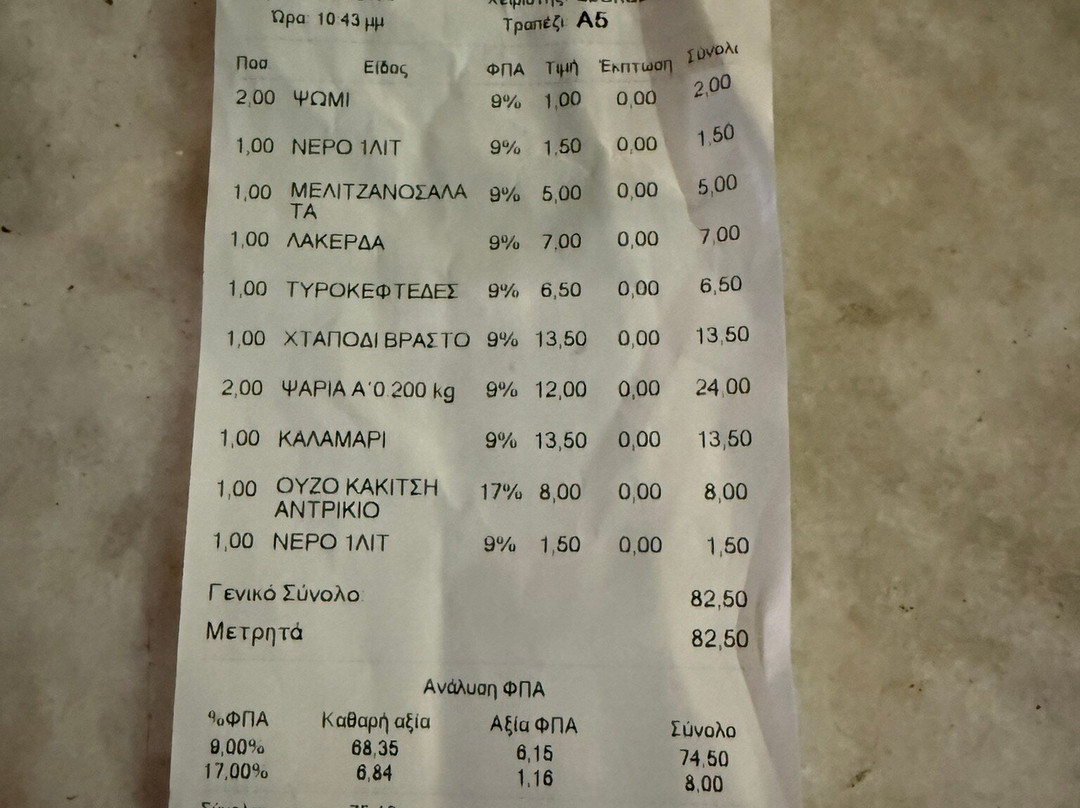 Ώρα: 10:43 μμ
Τραπέζι: Α5
Ποσ Είδος ΦΠΑ Τιμή Έκπτωση Σύνολο
2,00 ΨΩΜΙ 9% 1,00 0,00 2,00
1,00 ΝΕΡΟ 1ΛΙΤ 9% 1,50 0,00 1,50
1,00 ΜΕΛΙΤΖΑΝΟΣΑΛΑ 9% 5,00 0,00 5,00
ΤΑ
1,00 ΛΑΚΕΡΔΑ 9% 7,00 0,00 7,00
1,00 ΤΥΡΟΚΕΦΤΕΔΕΣ 9% 6,50 0,00 6,50
1,00 ΧΤΑΠΟΔΙ ΒΡΑΣΤΟ 9% 13,50 0,00 13,50
2,00 ΨΑΡΙΑ Α΄0.200 kg 9% 12,00 0,00 24,00
1,00 ΚΑΛΑΜΑΡΙ 9% 13,50 0,00 13,50
1,00 ΟΥΖΟ ΚΑΚΙΤΣΗ 17% 8,00 0,00 8,00
ΑΝΤΡΙΚΙΟ
1,00 ΝΕΡΟ 1ΛΙΤ 9% 1,50 0,00 1,50
Γενικό Σύνολο: 82,50
Μετρητά 82,50
Ανάλυση ΦΠΑ
%ΦΠΑ Καθαρή αξία Αξία ΦΠΑ Σύνολο
9,00% 68,35 6,15 74,50
17,00% 6,84 1,16 8,00